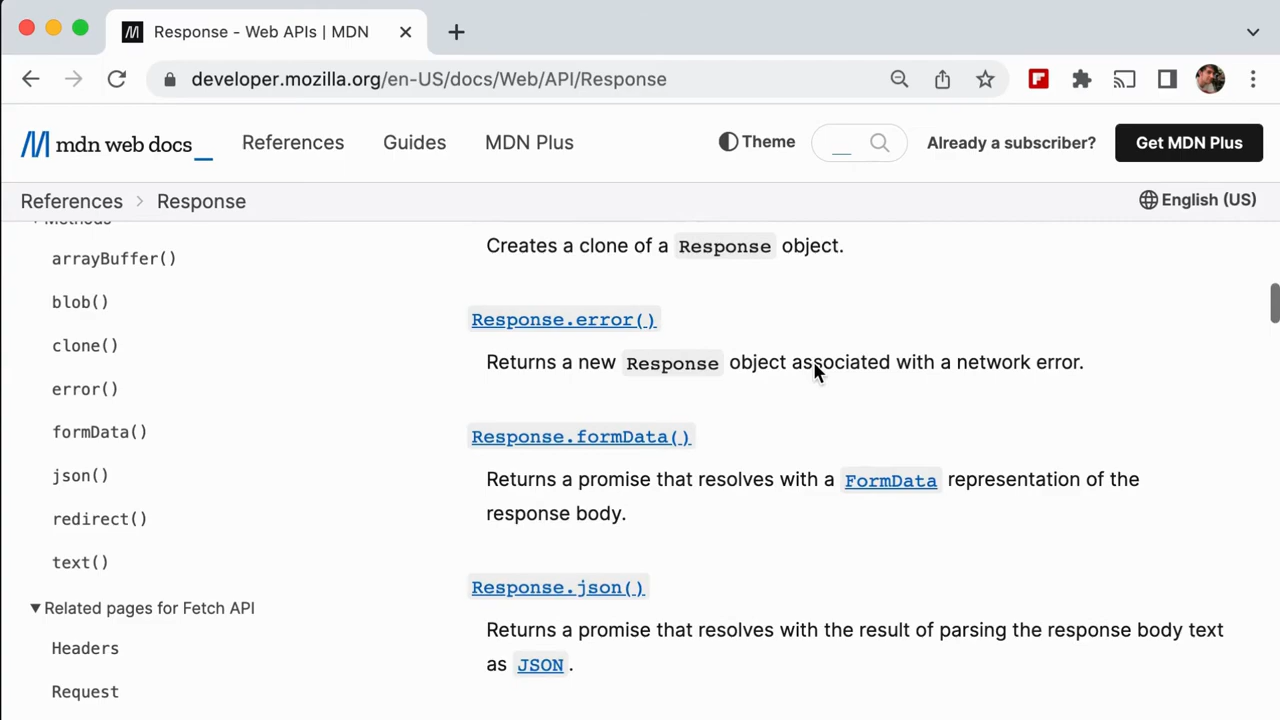 Response - Web APIs | MDN
developer.mozilla.org/en-US/docs/Web/API/Response
mdn web docs_
References
Guides
MDN Plus
Theme
Already a subscriber?
Get MDN Plus
References > Response
English (US)
Methods
arrayBuffer()
blob()
clone()
error()
formData()
json()
redirect()
text()
Related pages for Fetch API
Headers
Request
Creates a clone of a Response object.
Response.error()
Returns a new Response object associated with a network error.
Response.formData()
Returns a promise that resolves with a FormData representation of the
response body.
Response.json()
Returns a promise that resolves with the result of parsing the response body text
as JSON.